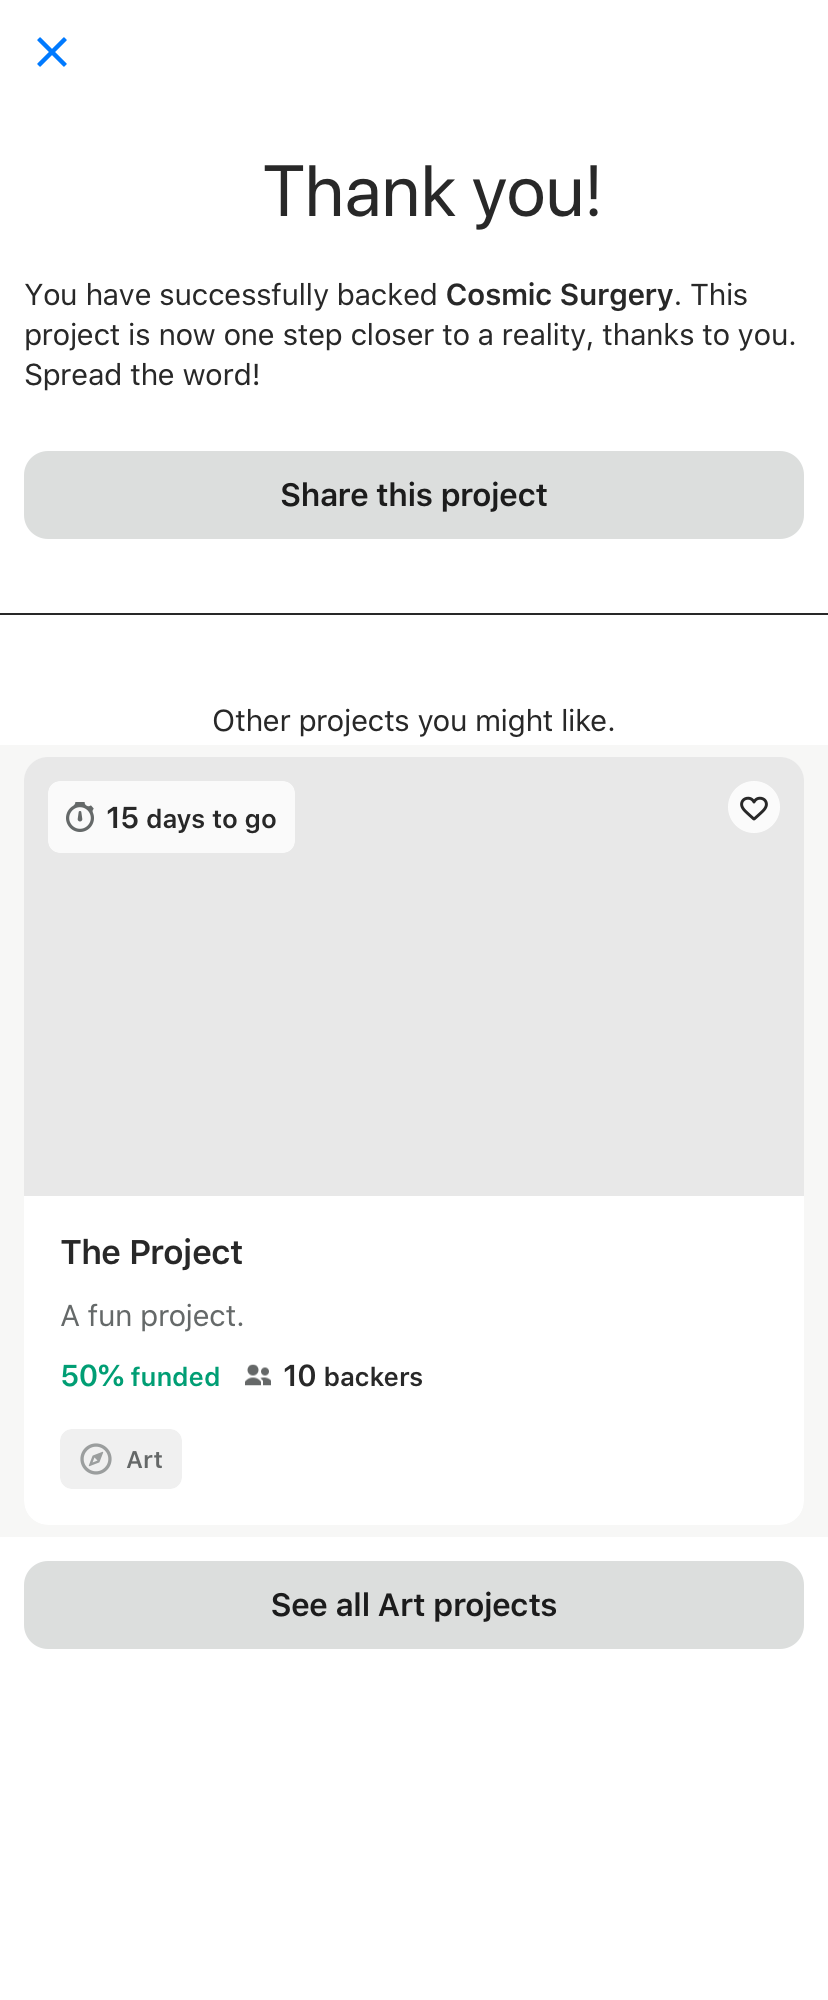 Thank you!
You have successfully backed Cosmic Surgery. This
project is now one step closer to a reality, thanks to you.
Spread the word!
Share this project
Other projects you might like.
15 days to go
The Project
A fun project.
50% funded 10 backers
Art
See all Art projects